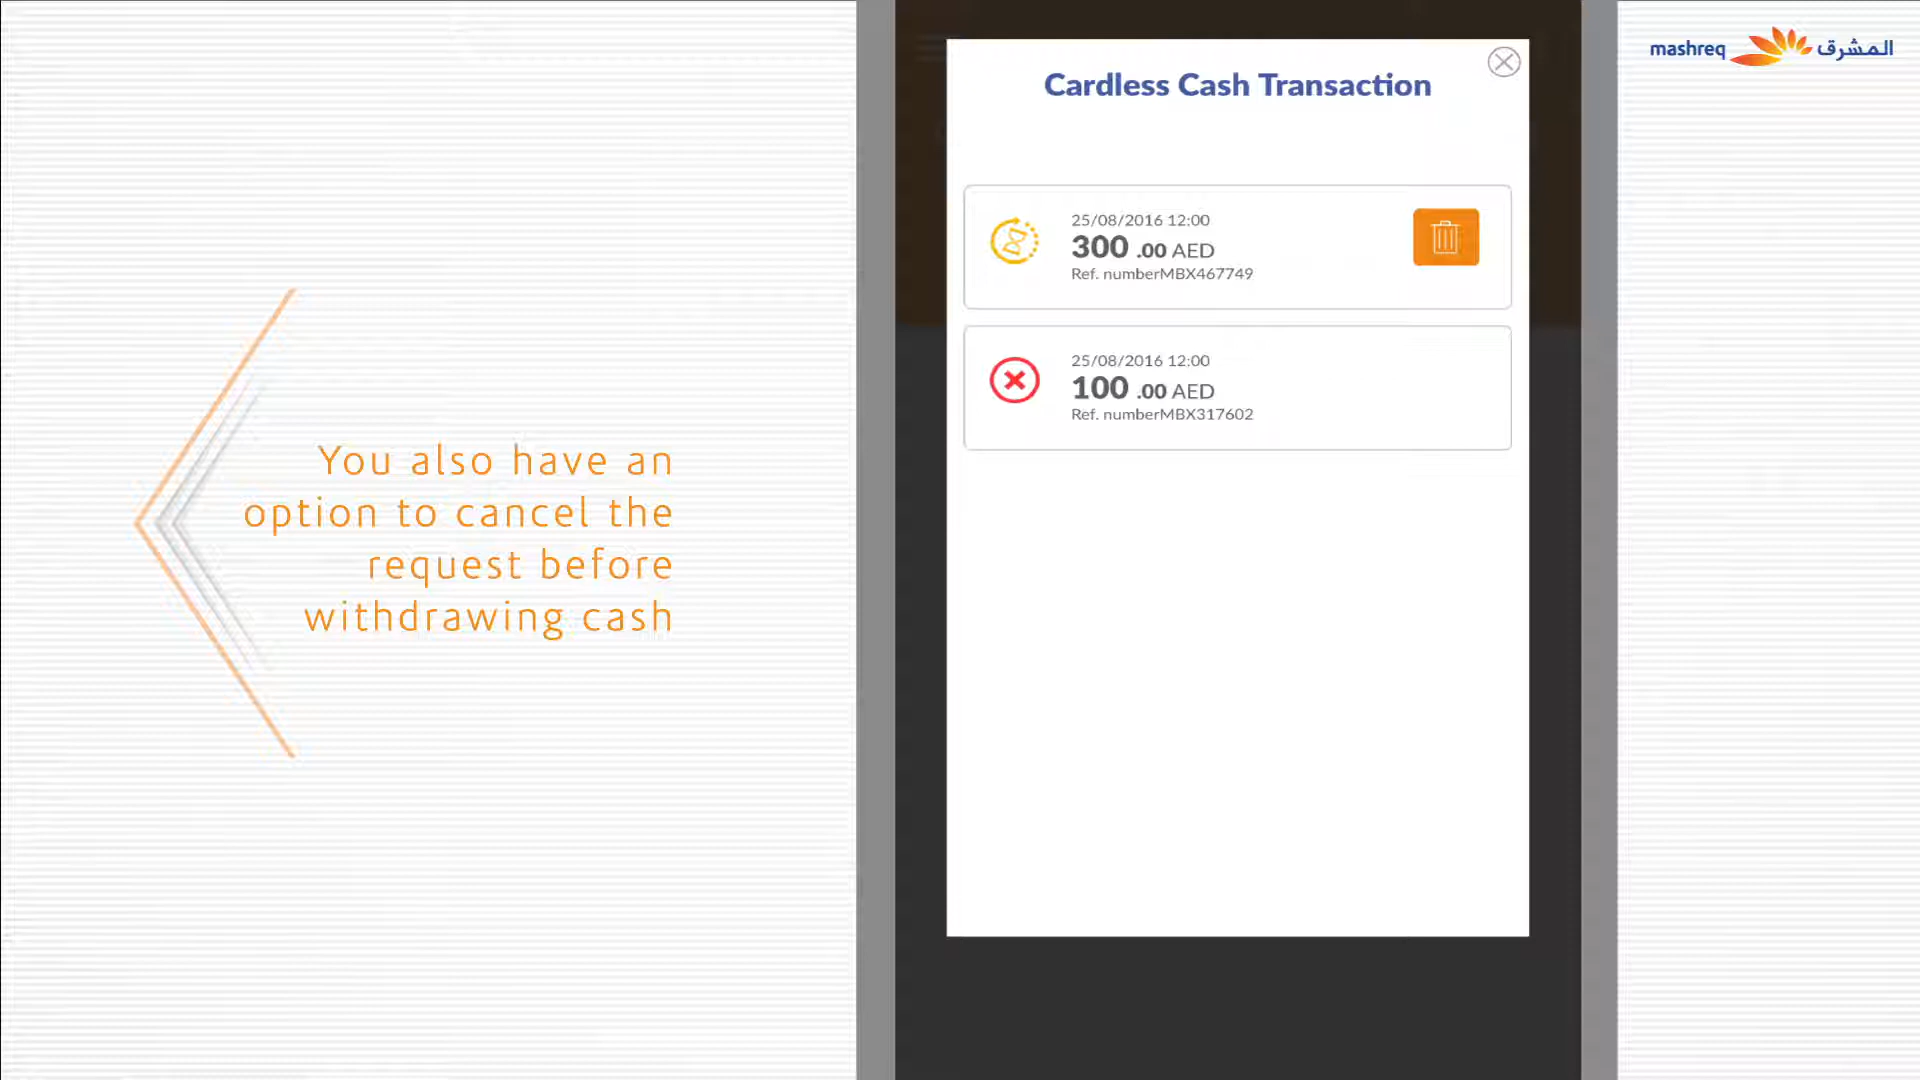 mashreq المشرق
Cardless Cash Transaction
25/08/2016 12:00
300 .00 AED
Ref. numberMBX467749
25/08/2016 12:00
100 .00 AED
Ref. numberMBX317602
You also have an
option to cancel the
request before
withdrawing cash